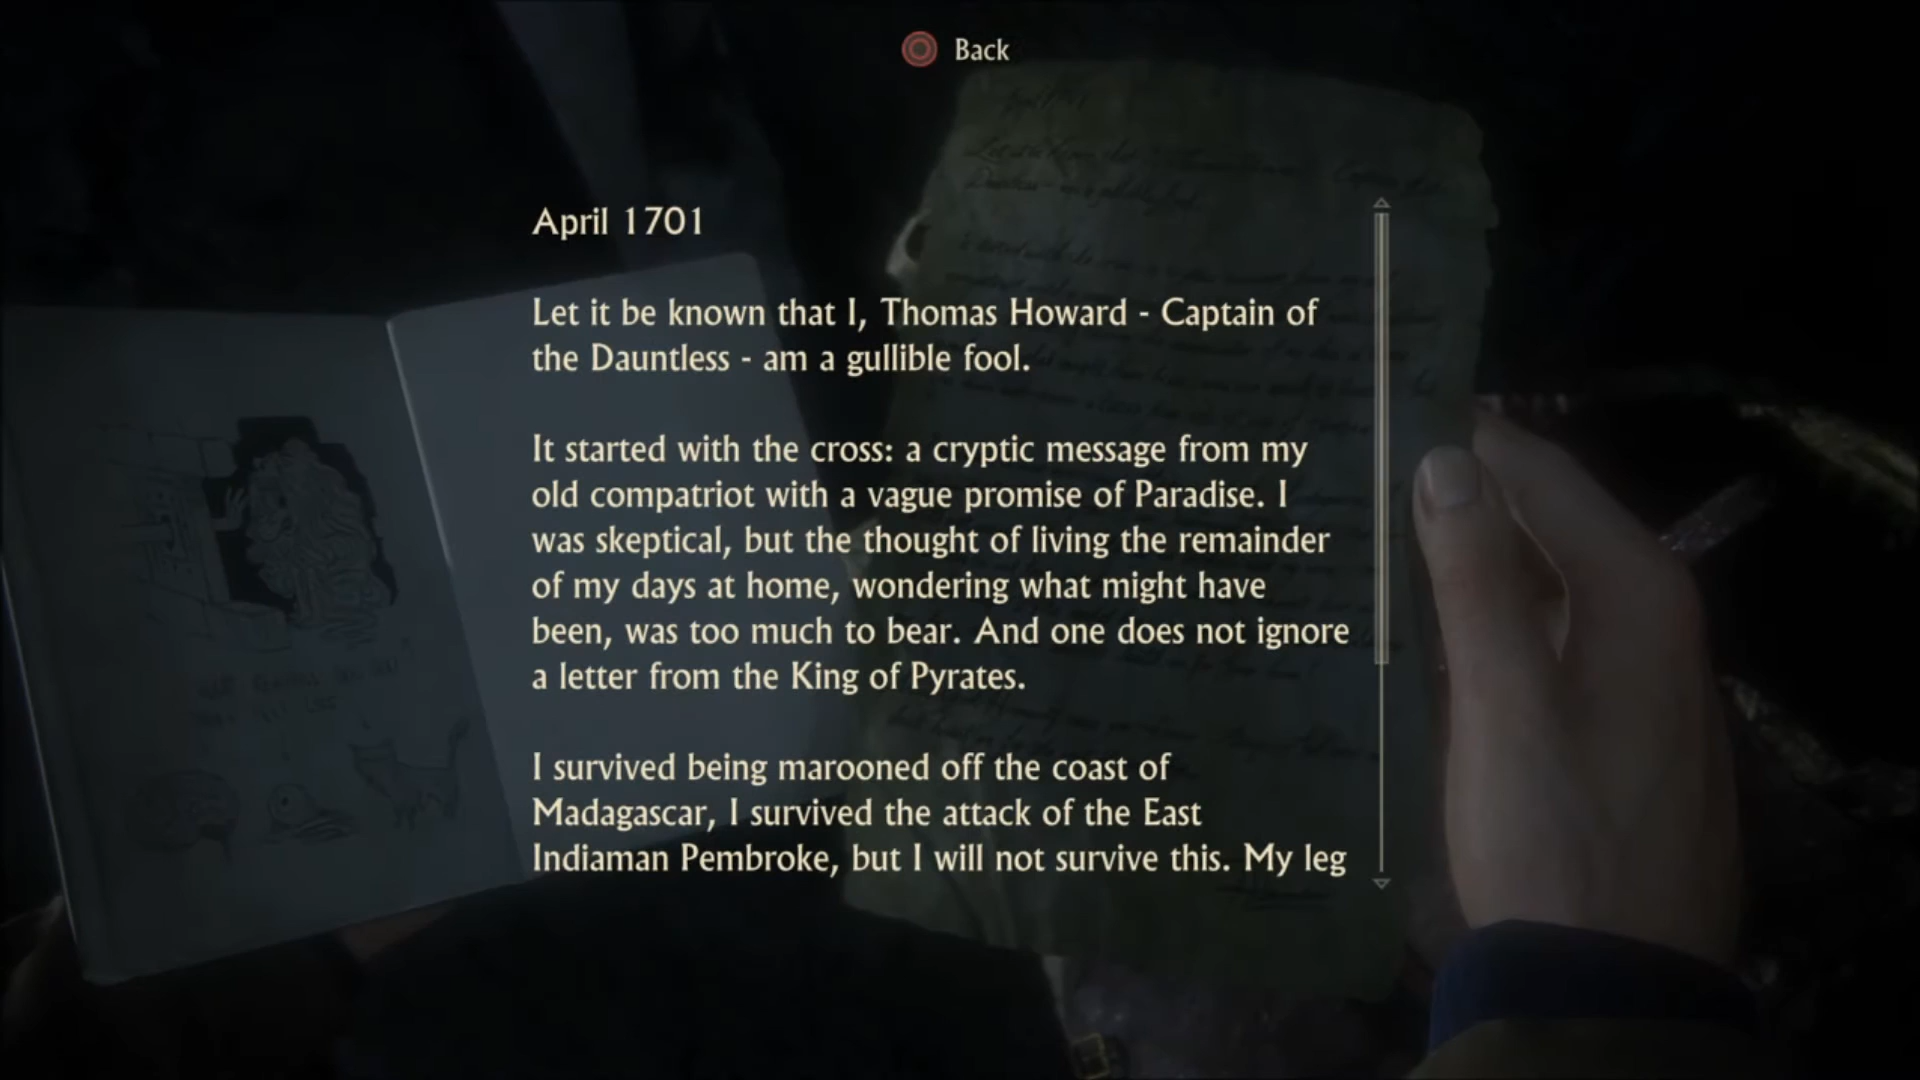 Back
April 1701
Let it be known that I, Thomas Howard - Captain of
the Dauntless - am a gullible fool.
It started with the cross: a cryptic message from my
old compatriot with a vague promise of Paradise. I
was skeptical, but the thought of living the remainder
of my days at home, wondering what might have
been, was too much to bear. And one does not ignore
a letter from the King of Pyrates.
I survived being marooned off the coast of
Madagascar, I survived the attack of the East
Indiaman Pembroke, but I will not survive this. My leg